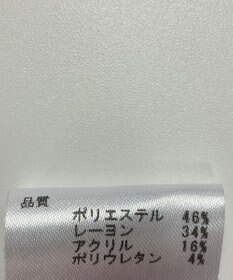 品質
ポリエステル 46%
レーヨン 34%
アクリル 16%
ポリウレタン 4%